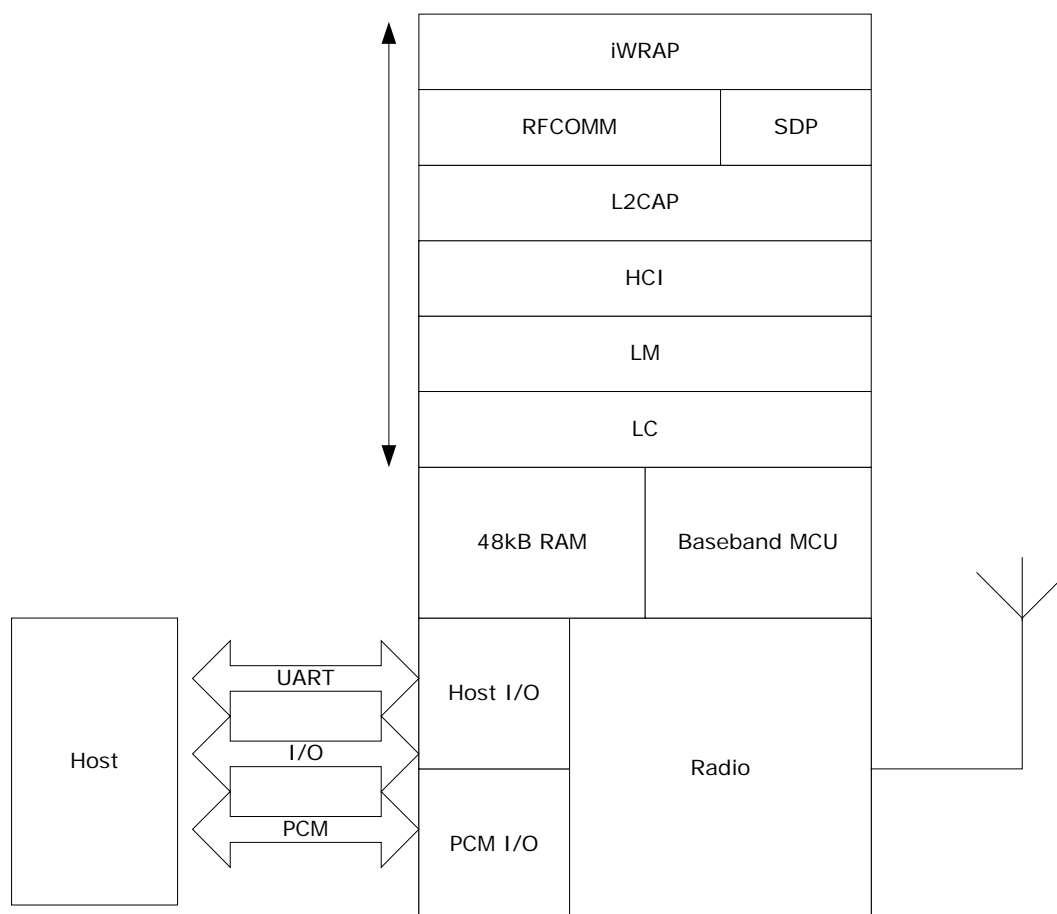 iWRAP
RFCOMM
SDP
L2CAP
HCI
LM
LC
48kB RAM
Baseband MCU
UART
Host I/O
I/O
Host
Radio
PCM
PCM I/O